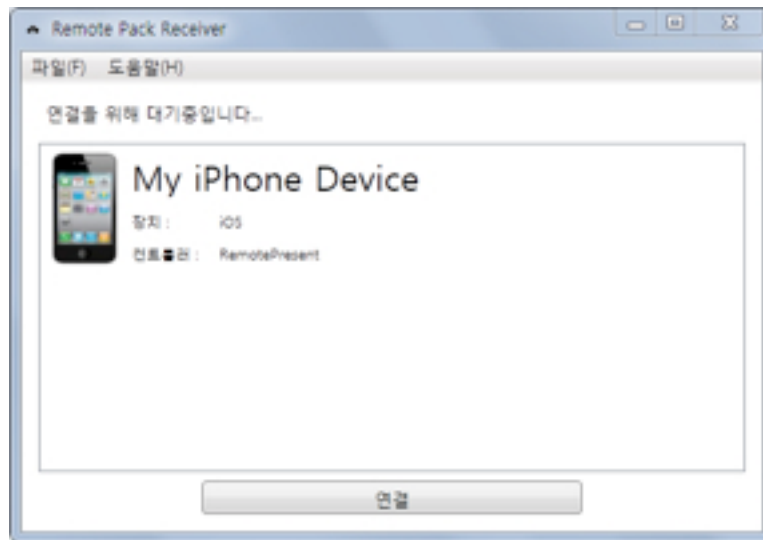 Remote Pack Receiver
파일(F) 도움말(H)
연결을 위해 대기중입니다...
My iPhone Device
장치 : iOS
컨트롤러 : RemotePresent
연결